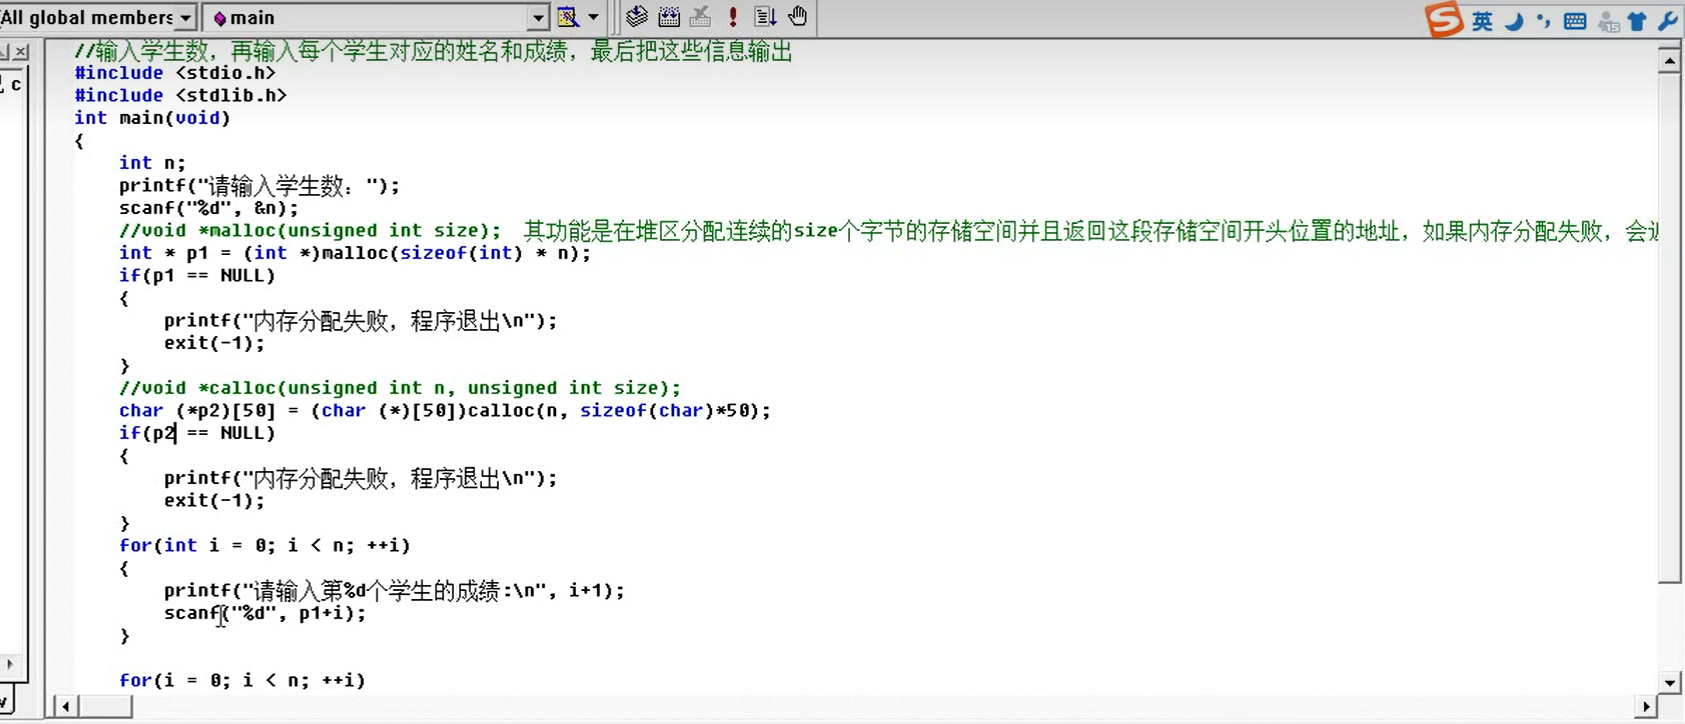 (All global members
main
英
//输入学生数，再输入每个学生对应的姓名和成绩，最后把这些信息输出
#include <stdio.h>
#include <stdlib.h>
int main(void)
{
int n;
printf("请输入学生数：");
scanf("%d", &n);
//void *malloc(unsigned int size); 其功能是在堆区分配连续的size个字节的存储空间并且返回这段存储空间开头位置的地址，如果内存分配失败，会
int * p1 = (int *)malloc(sizeof(int) * n);
if(p1 == NULL)
{
printf("内存分配失败，程序退出\n");
exit(-1);
}
//void *calloc(unsigned int n, unsigned int size);
char (*p2)[50] = (char (*)[50])calloc(n, sizeof(char)*50);
if(p2 == NULL)
{
printf("内存分配失败，程序退出\n");
exit(-1);
}
for(int i = 0; i < n; ++i)
{
printf("请输入第%d个学生的成绩:\n", i+1);
scanf("%d", p1+i);
}
for(i = 0; i < n; ++i)